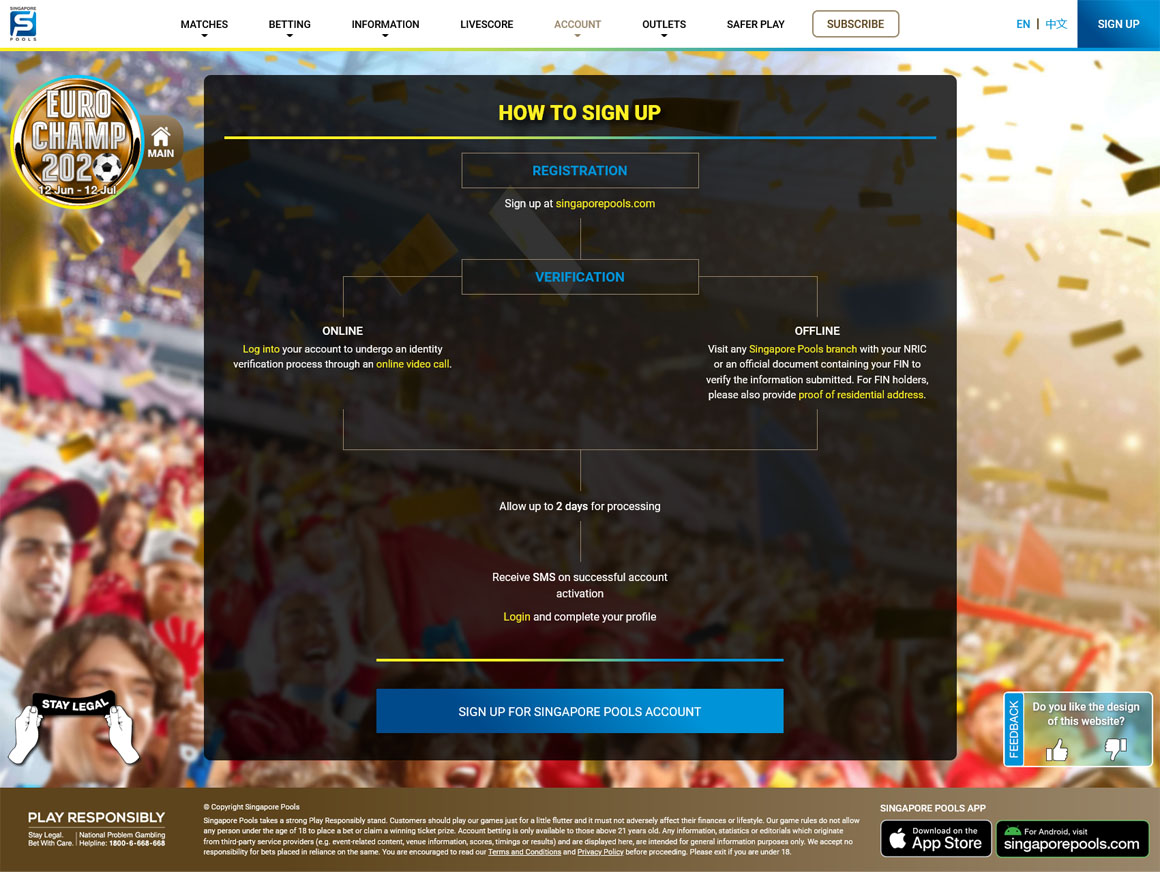 SINGAPORE
S
POOLS
MATCHES
BETTING
INFORMATION
LIVESCORE
ACCOUNT
OUTLETS
SAFER PLAY
SUBSCRIBE
EN | 中文
SIGN UP
EURO
CHAMP
2020
12 Jun - 12 Jul
MAIN
HOW TO SIGN UP
REGISTRATION
Sign up at singaporepools.com
VERIFICATION
ONLINE
Log into your account to undergo an identity
verification process through an online video call.
OFFLINE
Visit any Singapore Pools branch with your NRIC
or an official document containing your FIN to
verify the information submitted. For FIN holders,
please also provide proof of residential address.
Allow up to 2 days for processing
Receive SMS on successful account
activation
Login and complete your profile
SIGN UP FOR SINGAPORE POOLS ACCOUNT
STAY LEGAL
FEEDBACK
Do you like the design
of this website?
PLAY RESPONSIBLY
Stay Legal. | National Problem Gambling
Bet With Care. | Helpline: 1800-6-668-668
© Copyright Singapore Pools
Singapore Pools takes a strong Play Responsibly stand. Customers should play our games just for a little flutter and it must not adversely affect their finances or lifestyle. Our game rules do not allow
any person under the age of 18 to place a bet or claim a winning ticket prize. Account betting is only available to those above 21 years old. Any information, statistics or editorials which originate
from third-party service providers (e.g. event-related content, venue information, scores, timings or results) and are displayed here, are intended for general information purposes only. We accept no
responsibility for bets placed in reliance on the same. You are encouraged to read our Terms and Conditions and Privacy Policy before proceeding. Please exit if you are under 18.
SINGAPORE POOLS APP
Download on the
App Store
For Android, visit
singaporepools.com